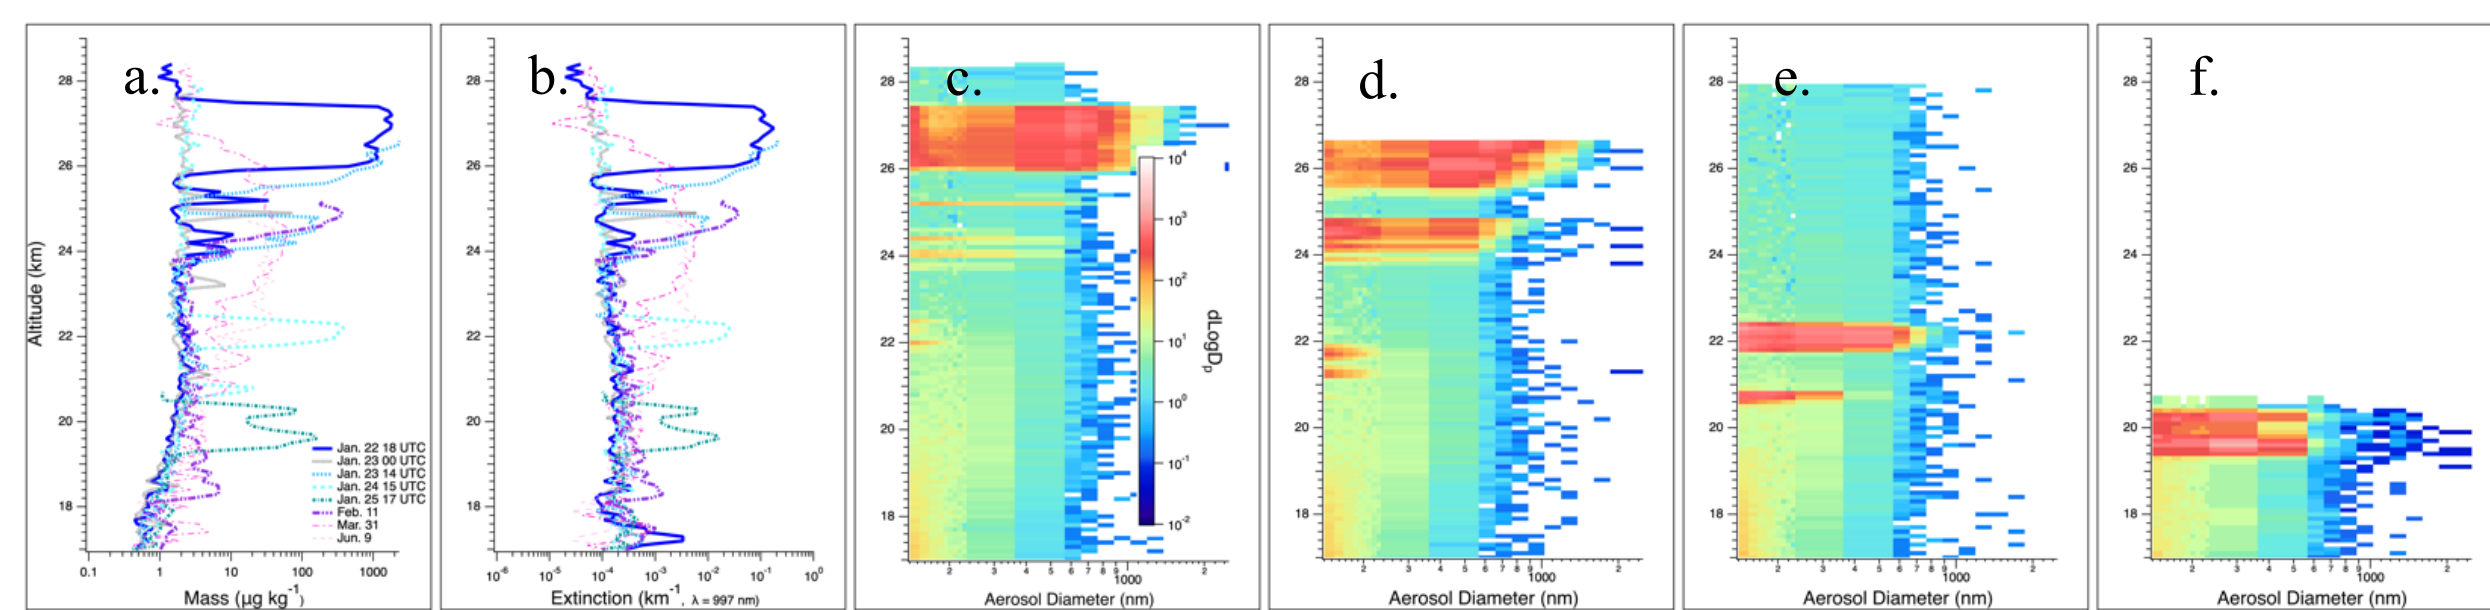 a.
28
26
24
22
20
18
Altitude (km)
Jan. 22 18 UTC
Jan. 23 00 UTC
Jan. 23 14 UTC
Jan. 24 15 UTC
Jan. 25 17 UTC
Feb. 11
Mar. 31
Jun. 9
0.1 1 10 100 1000
Mass (µg kg⁻¹)
b.
28
26
24
22
20
18
10⁻⁶ 10⁻⁵ 10⁻⁴ 10⁻³ 10⁻² 10⁻¹ 10⁰
Extinction (km⁻¹, λ = 997 nm)
c.
28
26
24
22
20
18
10⁴
10³
10²
10¹
10⁰
10⁻¹
10⁻²
dLogDₚ
2 3 4 5 6 7 8 9 1000 2
Aerosol Diameter (nm)
d.
28
26
24
22
20
18
2 3 4 5 6 7 8 9 1000 2
Aerosol Diameter (nm)
e.
28
26
24
22
20
18
2 3 4 5 6 7 8 9 1000 2
Aerosol Diameter (nm)
f.
28
26
24
22
20
18
2 3 4 5 6 7 8 9 1000 2
Aerosol Diameter (nm)